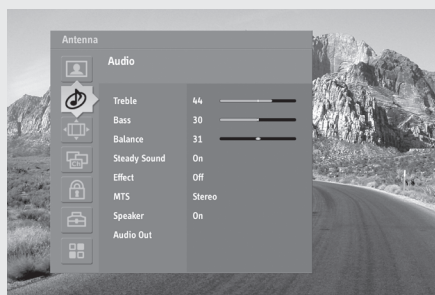 Antenna
Audio
Treble 44
Bass 30
Balance 31
Steady Sound On
Effect Off
MTS Stereo
Speaker On
Audio Out
Ch